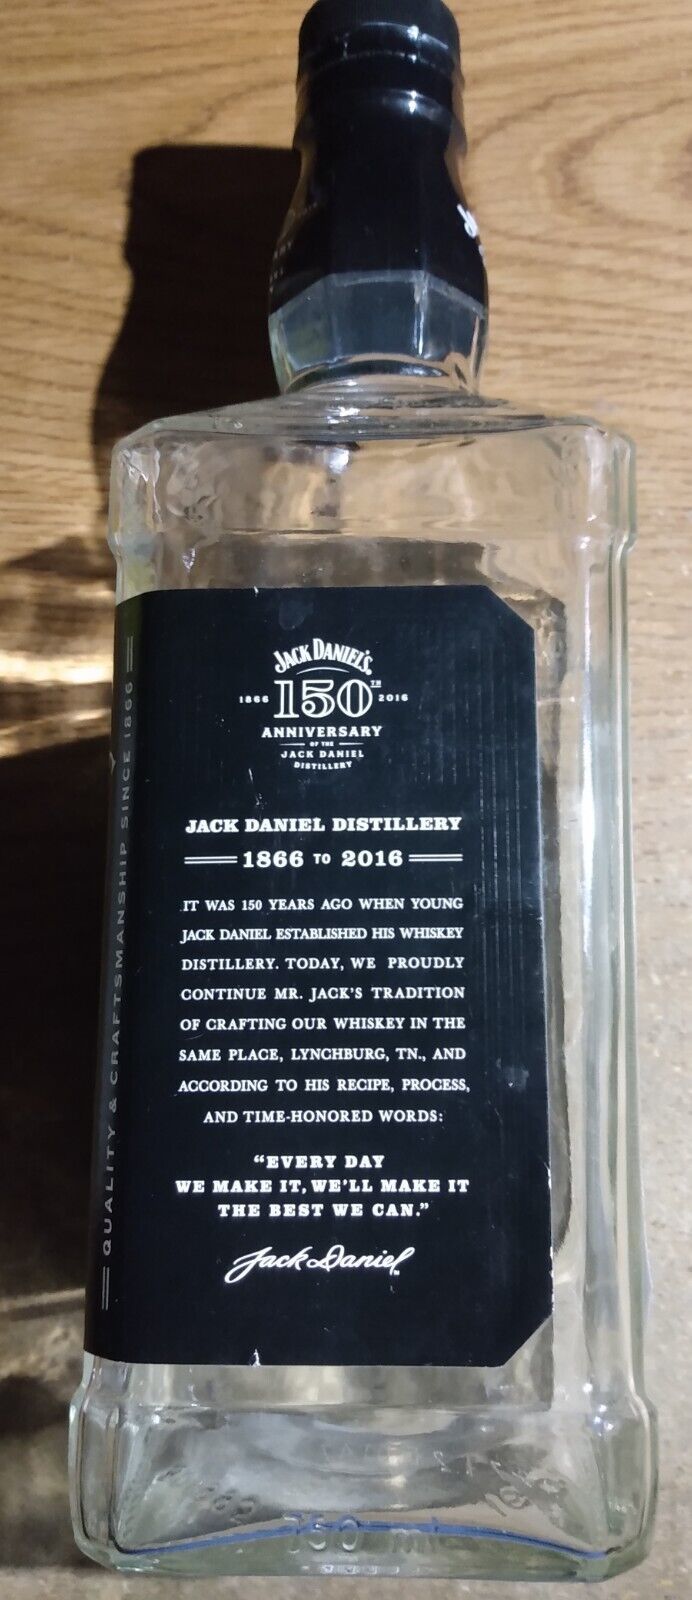 JACK DANIEL'S
1866 150TH 2016
ANNIVERSARY
OF THE
JACK DANIEL
DISTILLERY
JACK DANIEL DISTILLERY
1866 TO 2016
IT WAS 150 YEARS AGO WHEN YOUNG
JACK DANIEL ESTABLISHED HIS WHISKEY
DISTILLERY. TODAY, WE PROUDLY
CONTINUE MR. JACK'S TRADITION
OF CRAFTING OUR WHISKEY IN THE
SAME PLACE, LYNCHBURG, TN., AND
ACCORDING TO HIS RECIPE, PROCESS,
AND TIME-HONORED WORDS:
"EVERY DAY
WE MAKE IT, WE'LL MAKE IT
THE BEST WE CAN."
Jack Daniel™
QUALITY & CRAFTSMANSHIP SINCE 1866
750 mL